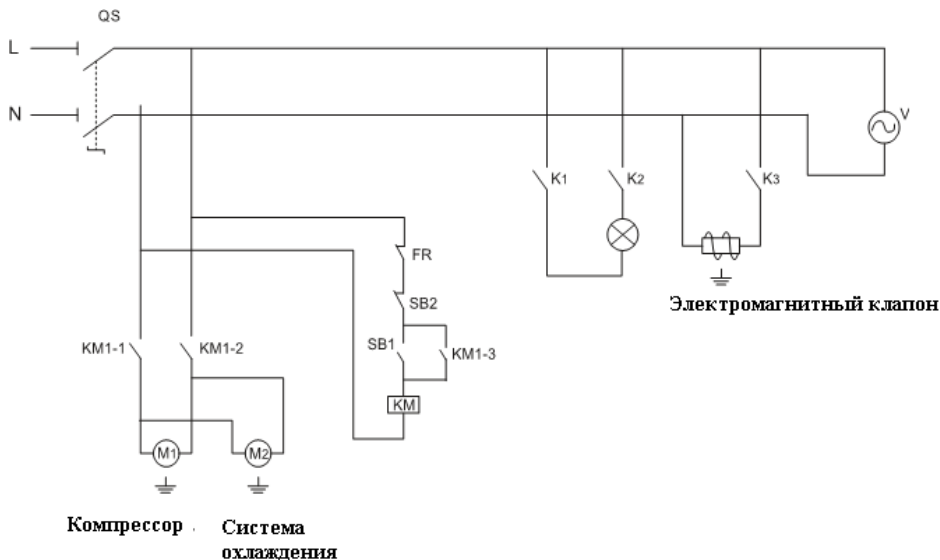 QS
L
N
V
K1
K2
K3
FR
SB2
Электромагнитный клапон
KM1-1
KM1-2
SB1
KM1-3
KM
M1
M2
Компрессор
Система
охлаждения